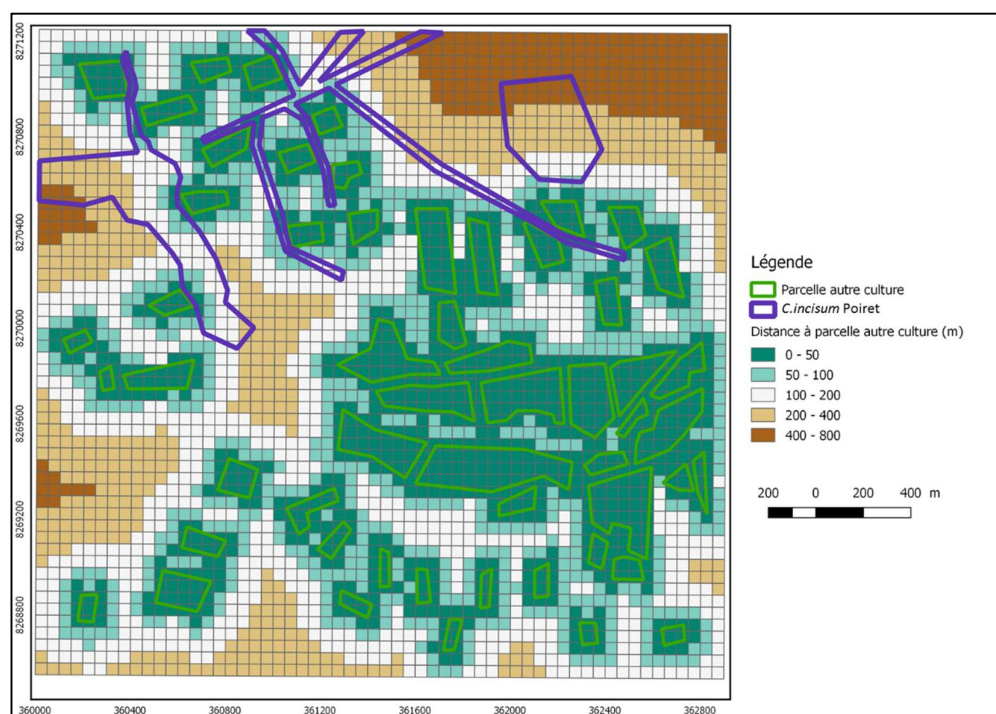 8271200
8270800
8270400
8270000
8269600
8269200
8268800
360000 360400 360800 361200 361600 362000 362400 362800
Légende
Parcelle autre culture
C.incisum Poiret
Distance à parcelle autre culture (m)
0 - 50
50 - 100
100 - 200
200 - 400
400 - 800
200 0 200 400 m